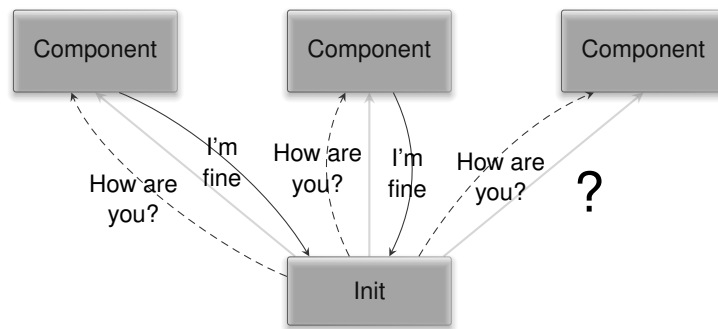 Component
Component
Component
I'm
fine
How are
you?
How are
you?
I'm
fine
How are
you?
?
Init